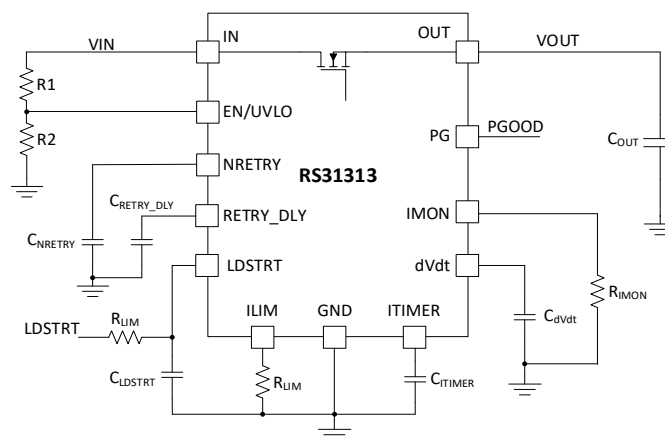 VIN
IN
OUT
VOUT
R1
EN/UVLO
R2
PG
PGOOD
COUT
NRETRY
RS31313
CRETRY_DLY
RETRY_DLY
IMON
CNRETRY
LDSTRT
dVdt
RIMON
ILIM
GND
ITIMER
CdVdt
LDSTRT
RLIM
CLDSTRT
RLIM
CITIMER